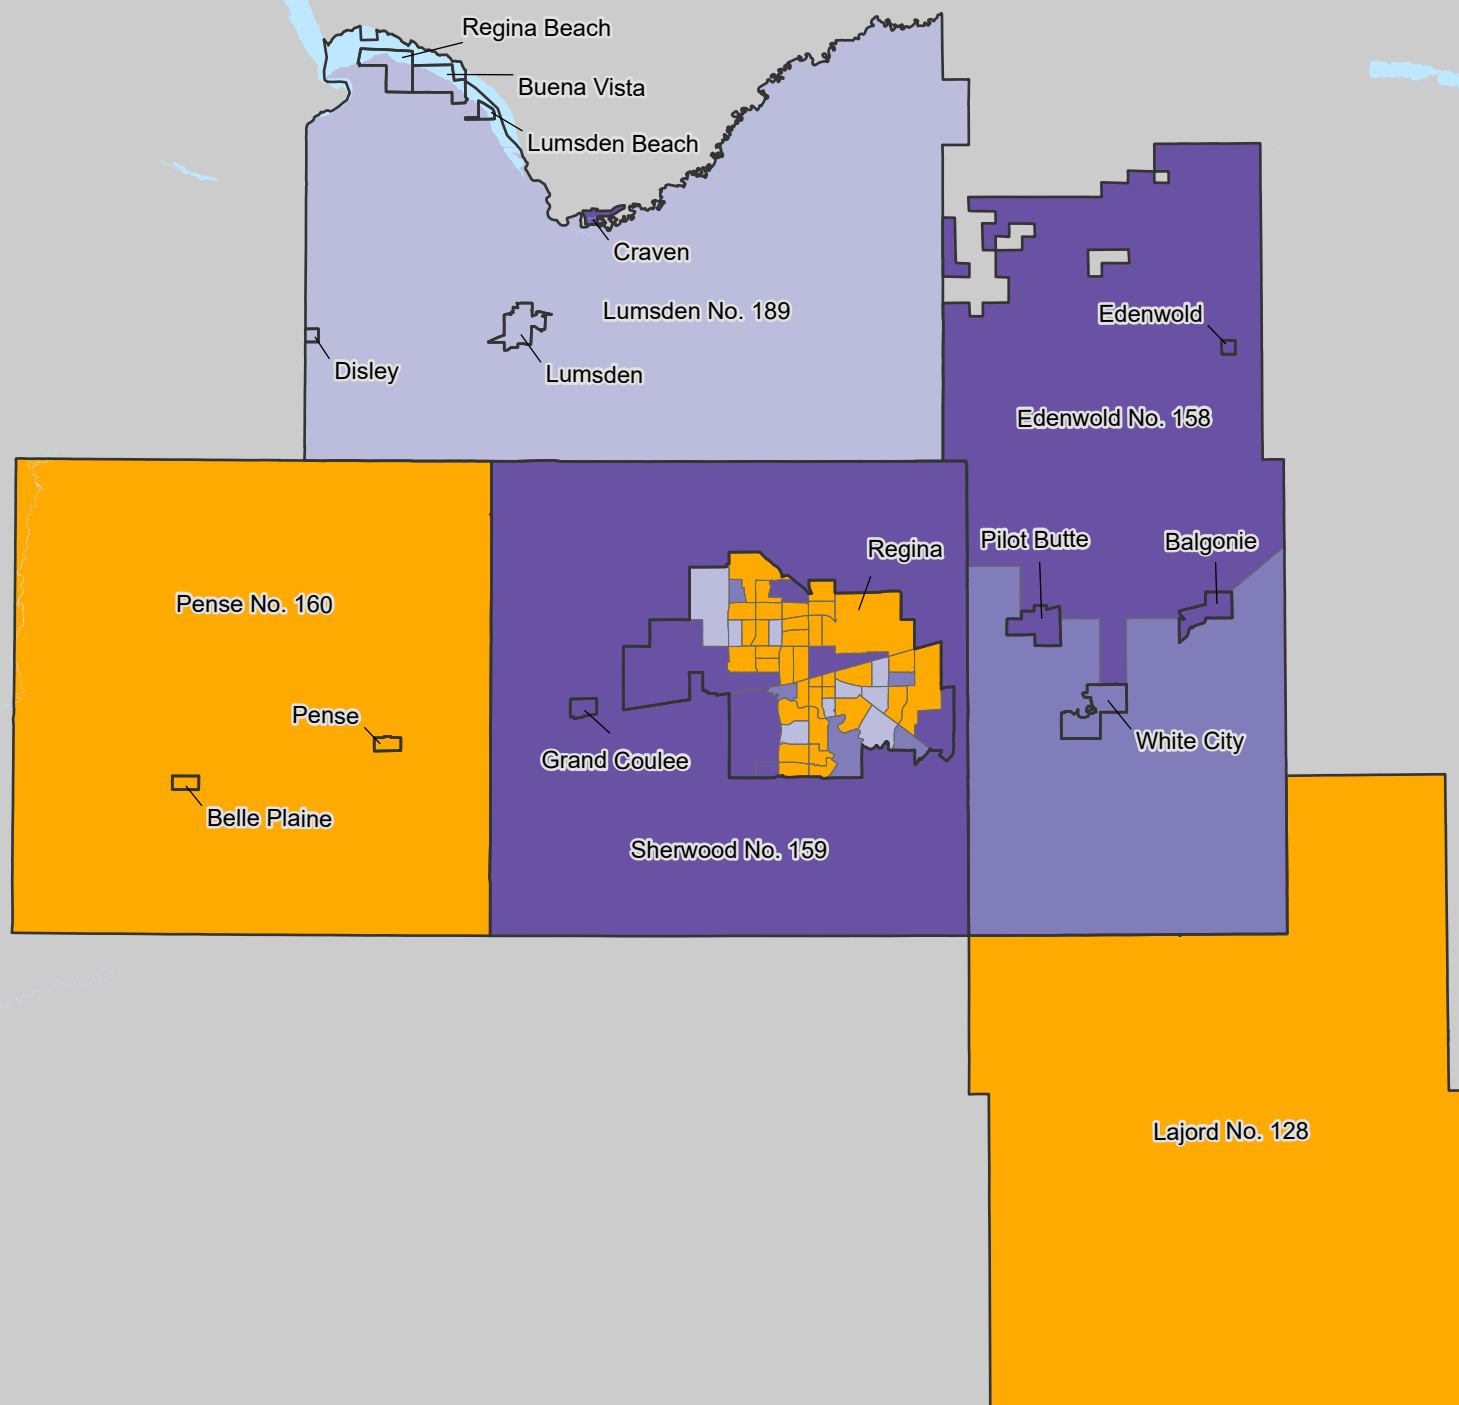 Regina Beach
Buena Vista
Lumsden Beach
Craven
Lumsden No. 189
Edenwold
Disley
Lumsden
Edenwold No. 158
Regina
Pilot Butte
Balgonie
Pense No. 160
Pense
White City
Grand Coulee
Belle Plaine
Sherwood No. 159
Lajord No. 128